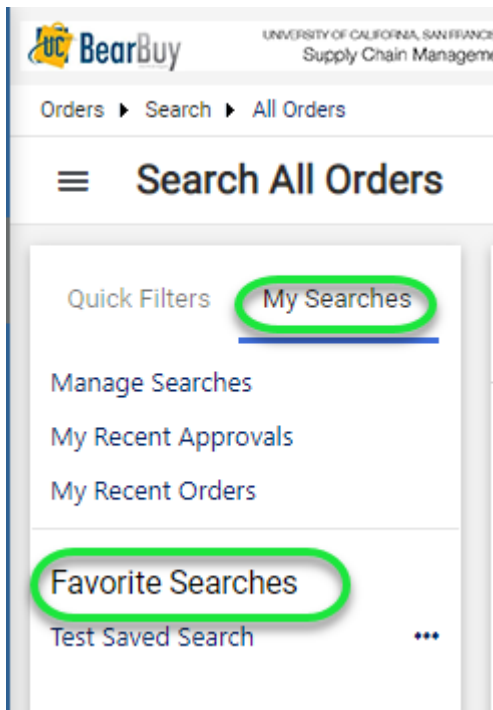 UC BearBuy
UNIVERSITY OF CALIFORNIA, SAN FRANCIS
Supply Chain Manageme
Orders Search All Orders
Search All Orders
Quick Filters My Searches
Manage Searches
My Recent Approvals
My Recent Orders
Favorite Searches
Test Saved Search